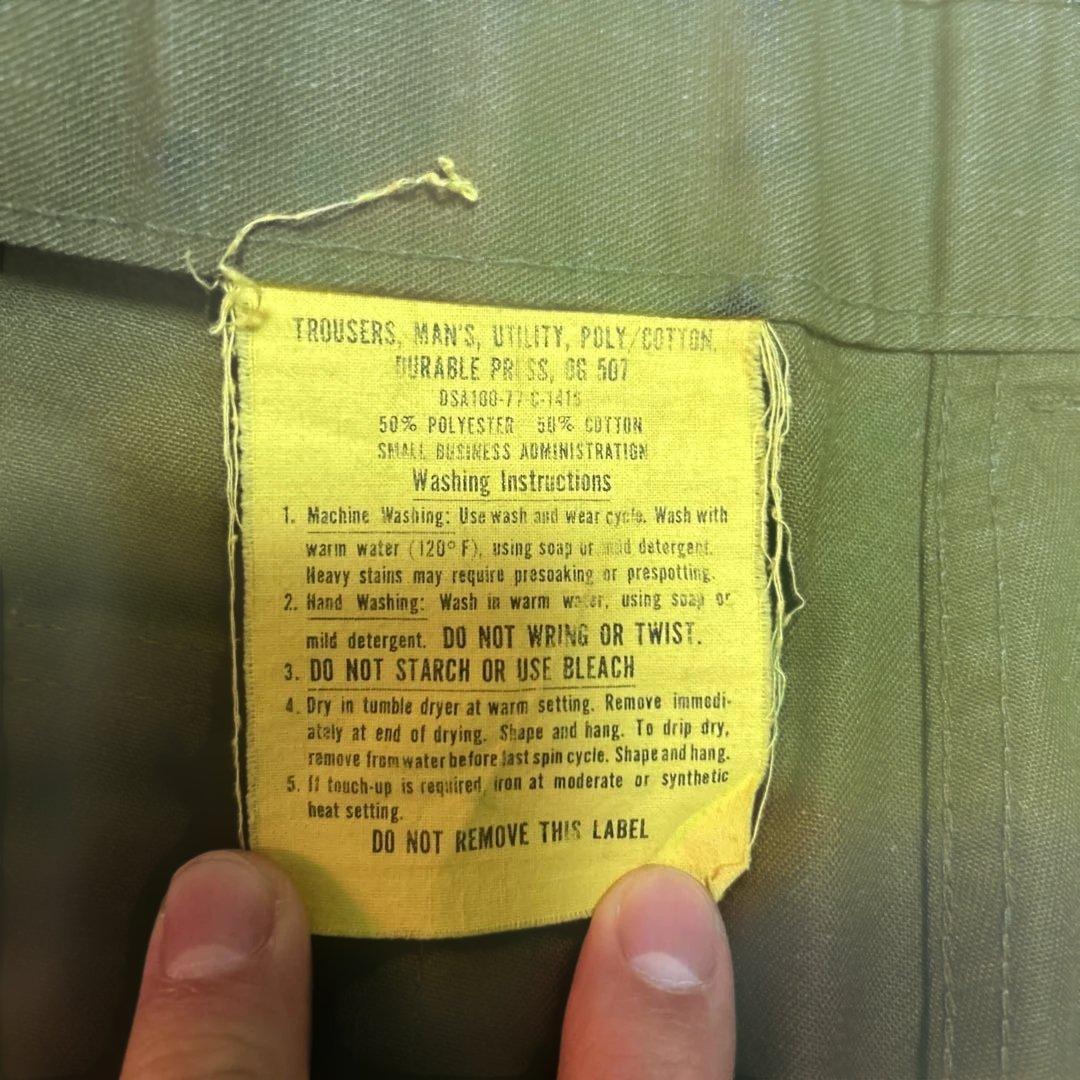 TROUSERS, MAN'S, UTILITY, POLY/COTTON,
DURABLE PRESS, OG 507
50% POLYESTER 50% COTTON
SMALL BUSINESS ADMINISTRATION
Washing Instructions
1. Machine Washing: Use wash and wear cycle. Wash with
warm water (120° F), using soap or mild detergent.
Heavy stains may require presoaking or prespotting.
2. Hand Washing: Wash in warm water, using soap or
mild detergent. DO NOT WRING OR TWIST.
3. DO NOT STARCH OR USE BLEACH
4. Dry in tumble dryer at warm setting. Remove immedi-
ately at end of drying. Shape and hang. To drip dry,
remove from water before last spin cycle. Shape and hang.
5. If touch-up is required, iron at moderate or synthetic
heat setting.
DO NOT REMOVE THIS LABEL